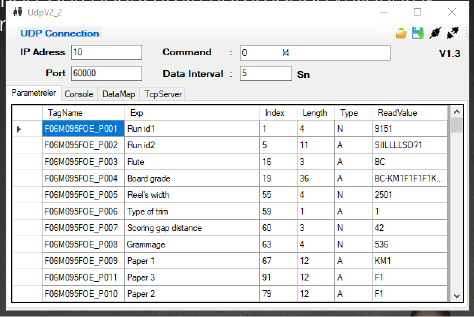 UdpV2_2
UDP Connection
IP Adress 10 Command : 0 I4 V1.3
Port 60000 Data Interval : 5 Sn
Parametreler Console DataMap TcpServer
TagName Exp Index Length Type ReadValue
F06M095FOE_P001 Run id1 1 4 N 9151
F06M095FOE_P002 Run id2 5 11 A
F06M095FOE_P003 Flute 16 3 A BC
F06M095FOE_P004 Board grade 19 36 A BC-KM1F1F1F1K...
F06M095FOE_P005 Reel's width 55 4 N 2501
F06M095FOE_P006 Type of trim 59 1 A 1
F06M095FOE_P007 Scoring gap distance 60 3 N 42
F06M095FOE_P008 Grammage 63 4 N 536
F06M095FOE_P009 Paper 1 67 12 A KM1
F06M095FOE_P011 Paper 3 91 12 A F1
F06M095FOE_P010 Paper 2 79 12 A F1